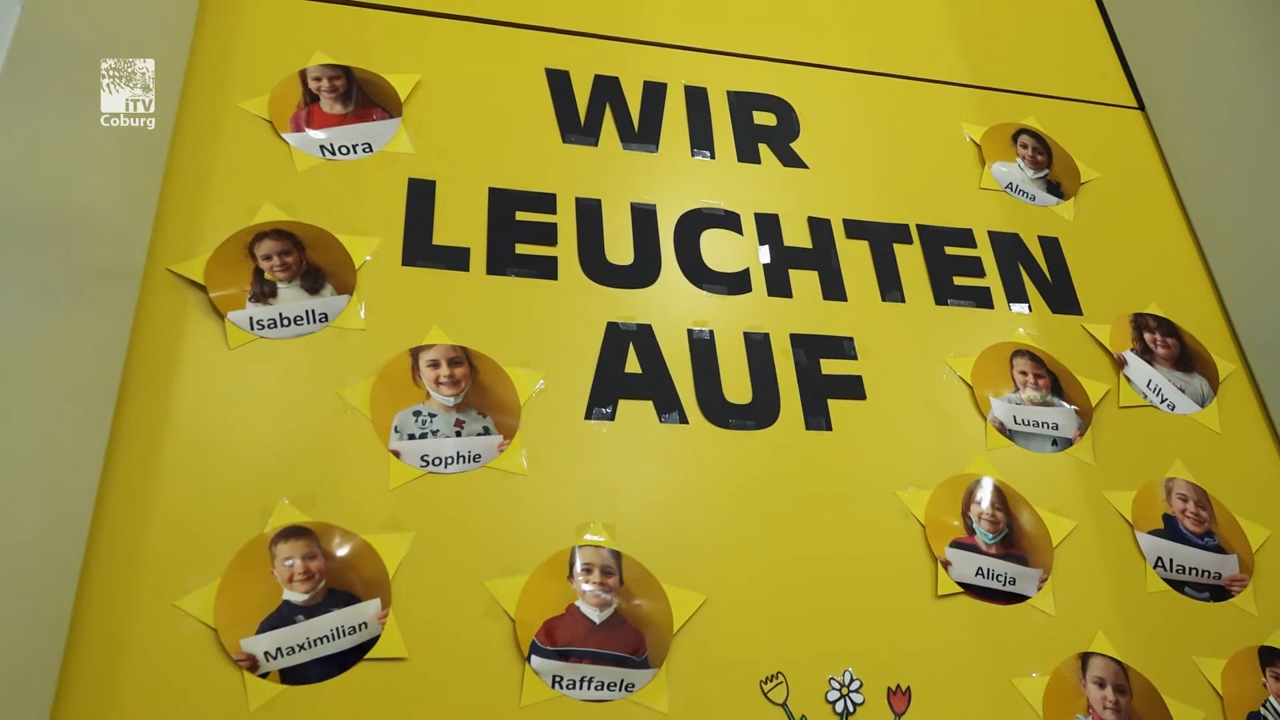 iTV
Coburg
WIR
LEUCHTEN
AUF
Nora
Alma
Isabella
Sophie
Luana
Lilya
Alicja
Alanna
Maximilian
Raffaele